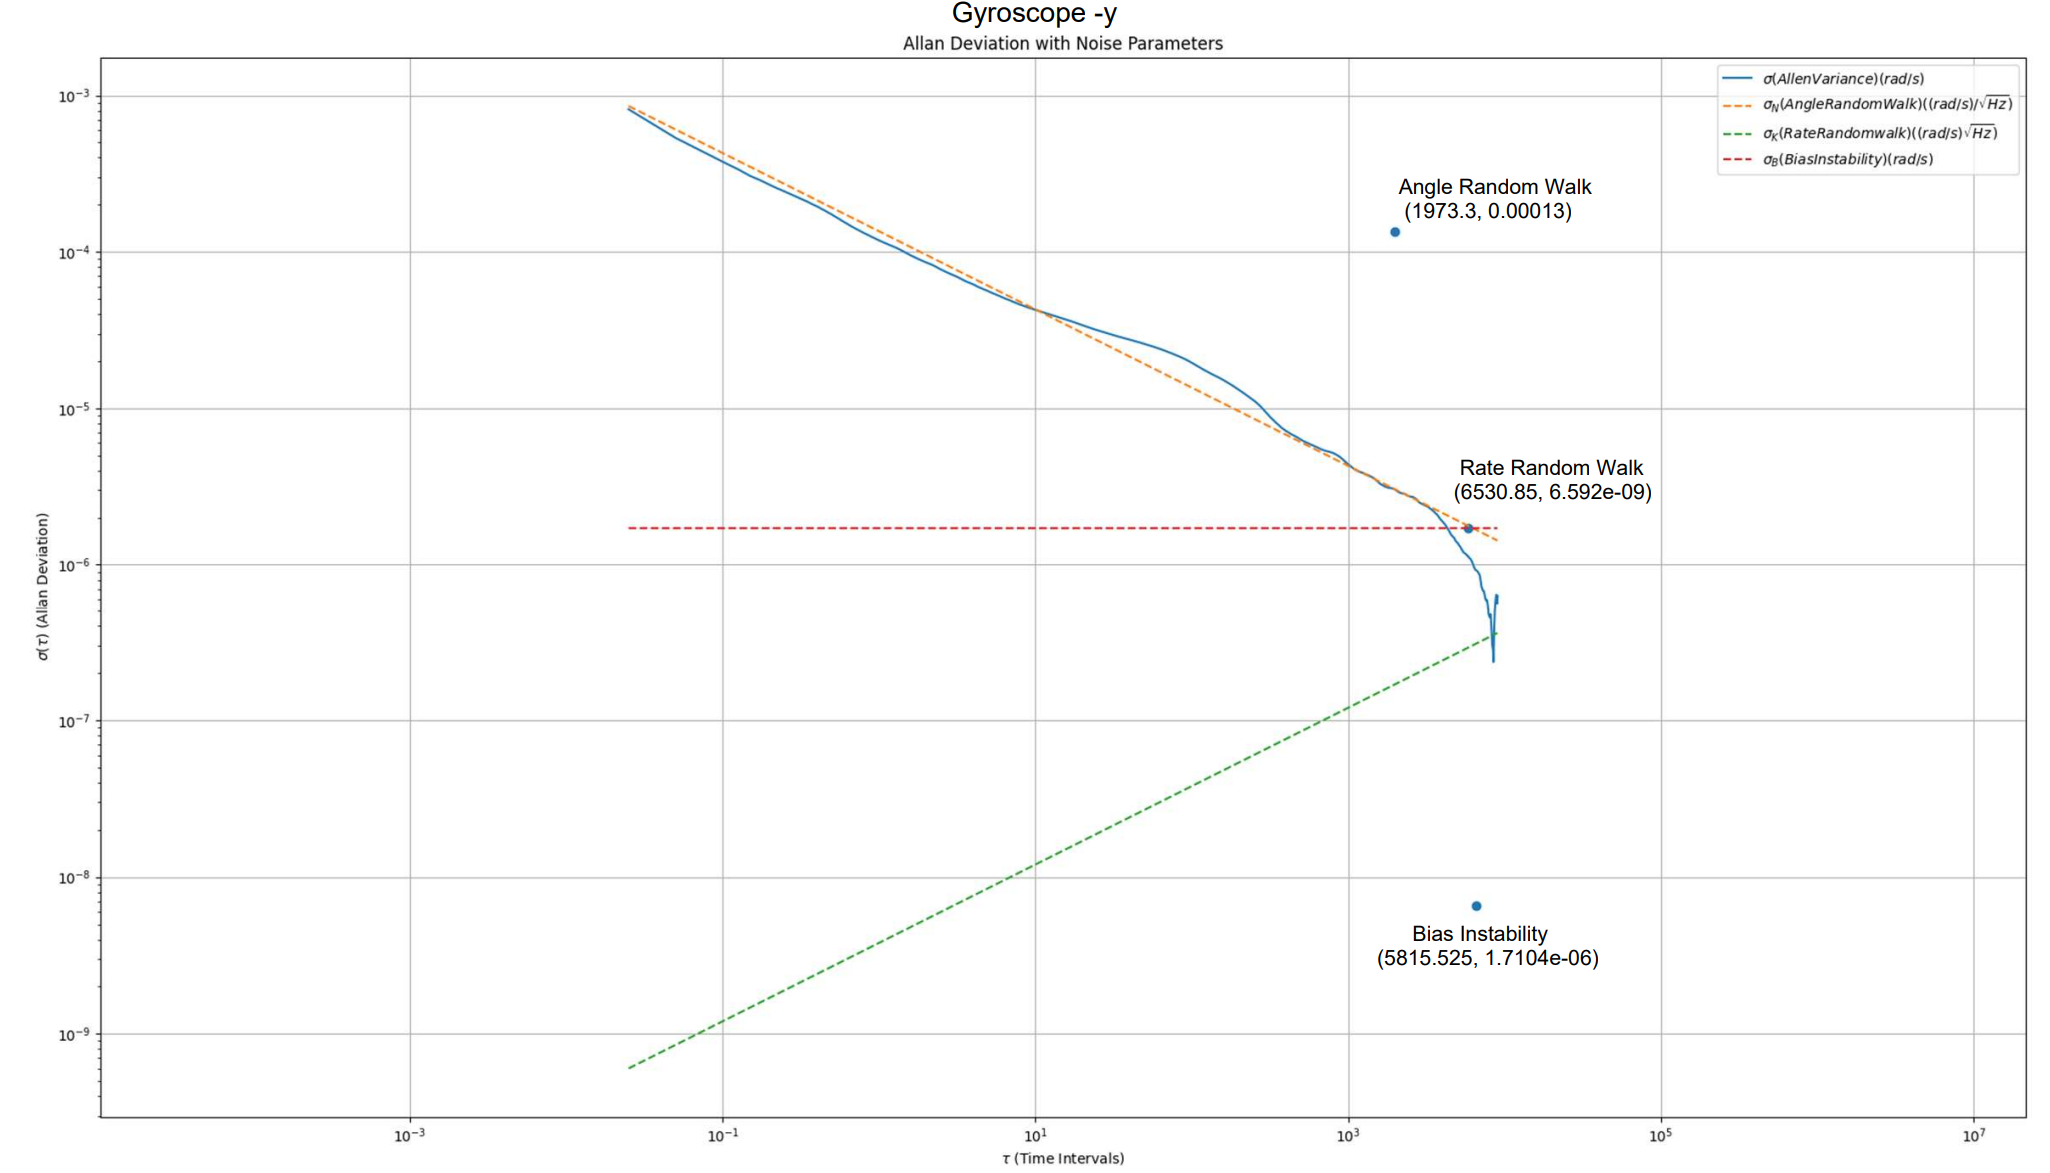 Gyroscope -y
Allan Deviation with Noise Parameters
σ(AllenVariance)(rad/s)
σ_N(AngleRandomWalk)((rad/s)/√Hz)
σ_K(RateRandomwalk)((rad/s)√Hz)
σ_B(BiasInstability)(rad/s)
Angle Random Walk
(1973.3, 0.00013)
Rate Random Walk
(6530.85, 6.592e-09)
Bias Instability
(5815.525, 1.7104e-06)
σ(τ) (Allan Deviation)
10⁻³
10⁻⁴
10⁻⁵
10⁻⁶
10⁻⁷
10⁻⁸
10⁻⁹
10⁻³ 10⁻¹ 10¹ 10³ 10⁵ 10⁷
τ (Time Intervals)